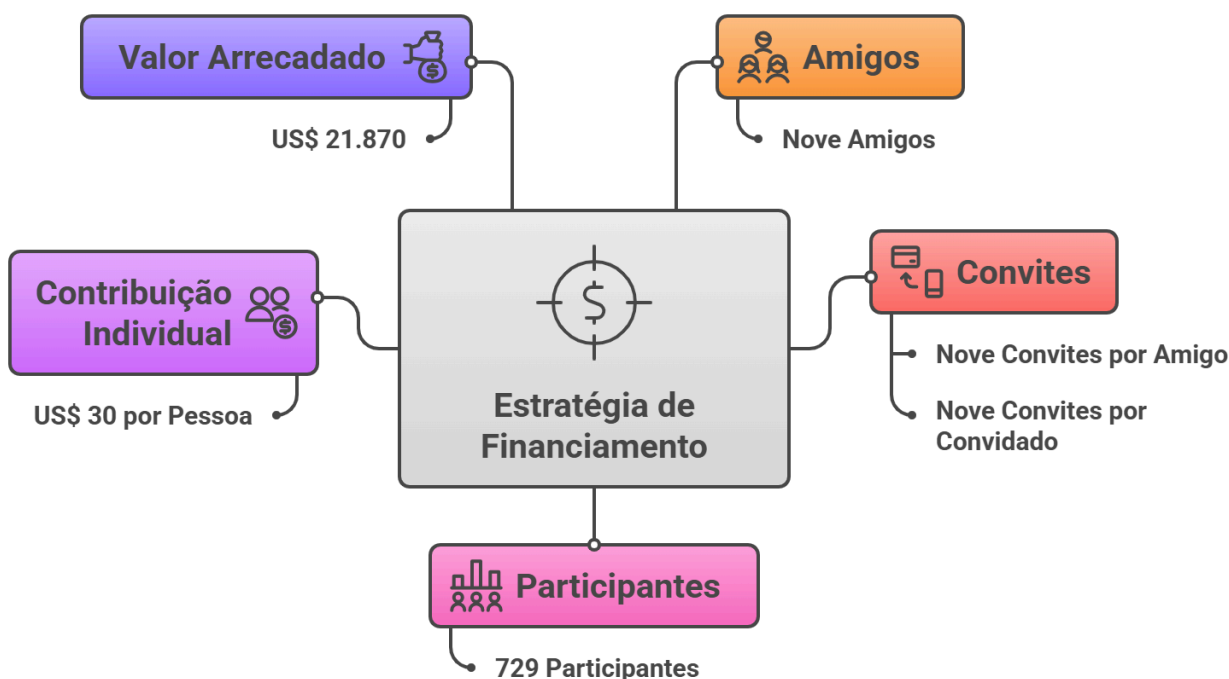 Valor Arrecadado
US$ 21.870
Amigos
Nove Amigos
Contribuição
Individual
US$ 30 por Pessoa
Estratégia de
Financiamento
Convites
Nove Convites por Amigo
Nove Convites por
Convidado
Participantes
729 Participantes